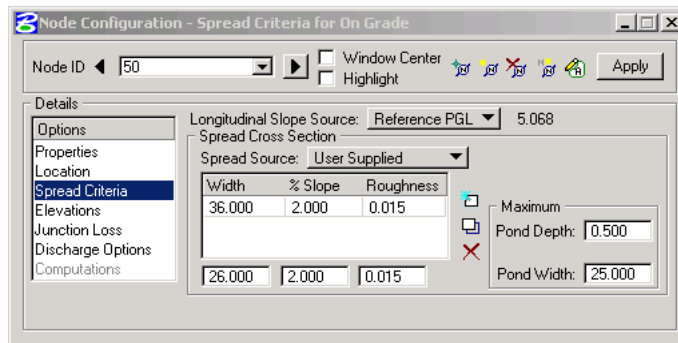 Node Configuration - Spread Criteria for On Grade
Node ID 50 Window Center Highlight Apply
Details
Options
Properties
Location
Spread Criteria
Elevations
Junction Loss
Discharge Options
Computations
Longitudinal Slope Source: Reference PGL 5.068
Spread Cross Section
Spread Source: User Supplied
Width % Slope Roughness
36.000 2.000 0.015
26.000 2.000 0.015
Maximum
Pond Depth: 0.500
Pond Width: 25.000